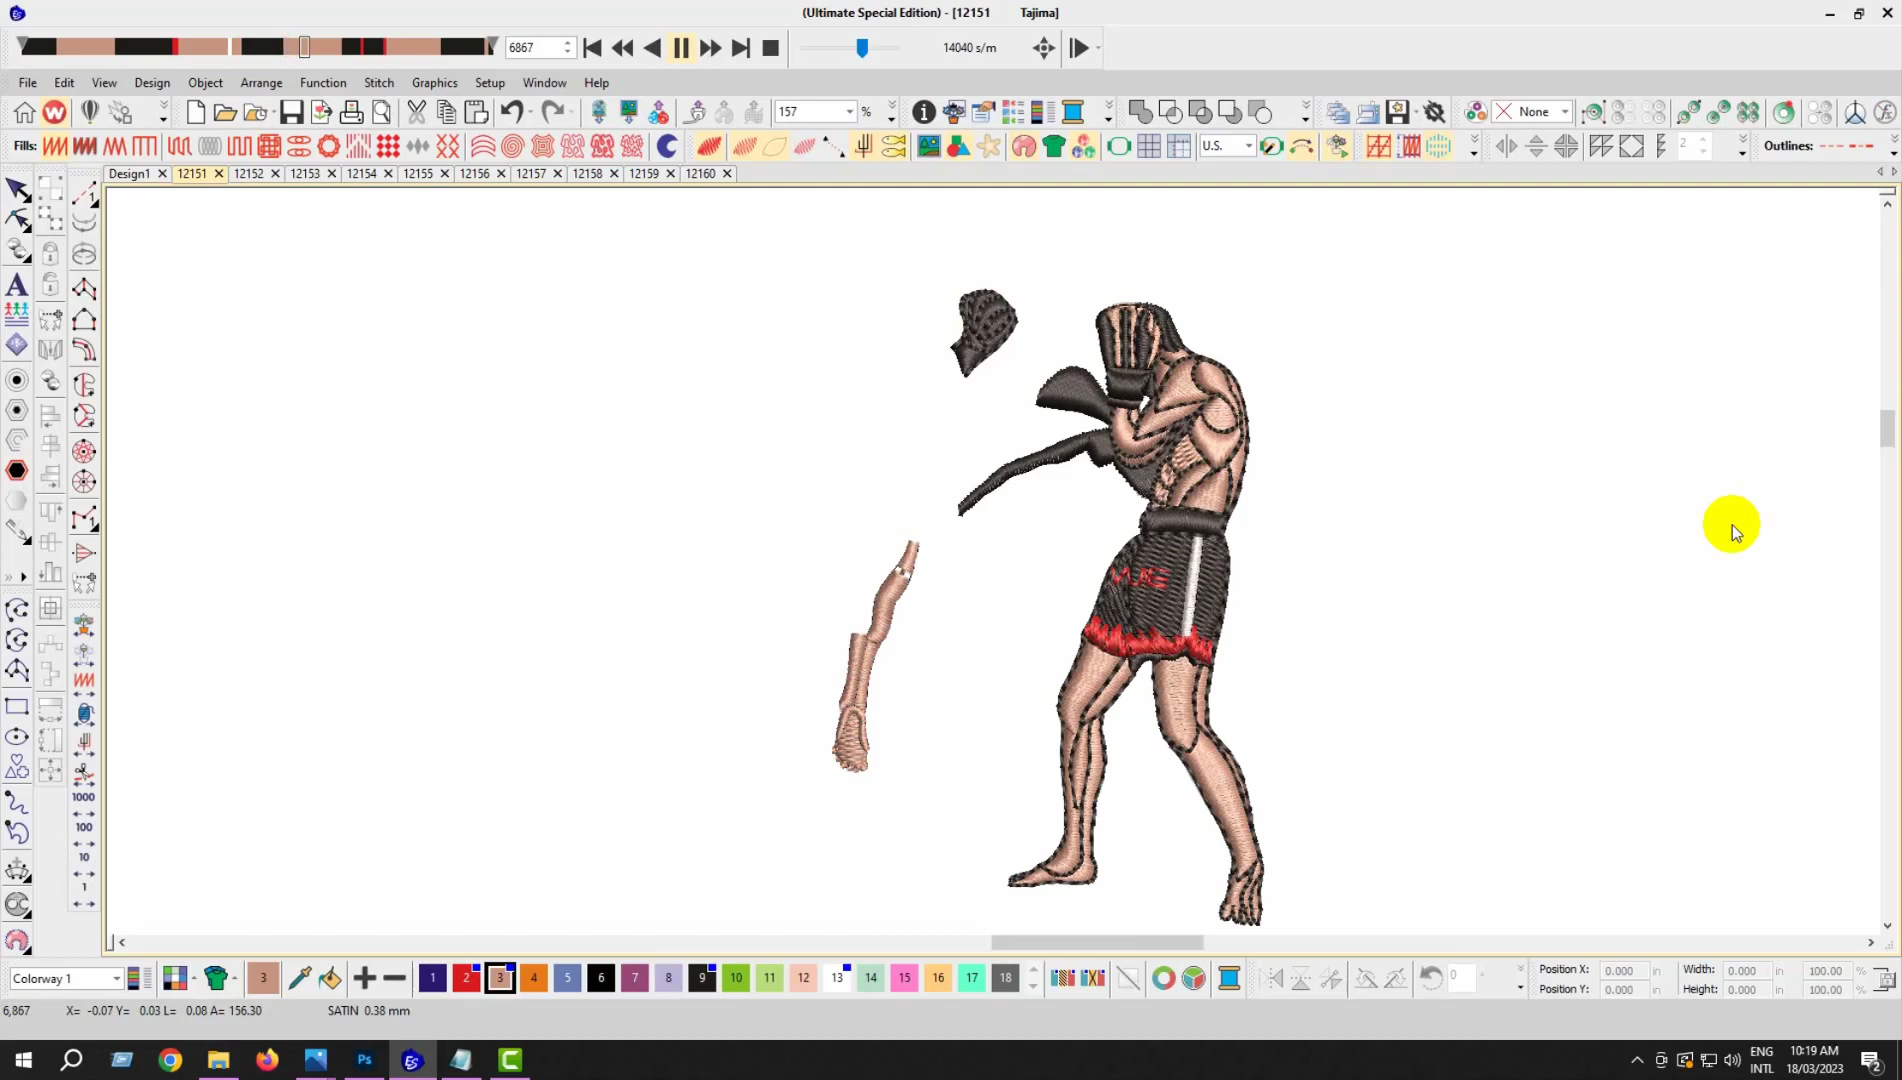 (Ultimate Special Edition) - [12151 Tajima]
6867
14040 s/m
File Edit View Design Object Arrange Function Stitch Graphics Setup Window Help
157 %
None
Fills:
U.S.
2
Outlines:
Design1 12151 12152 12153 12154 12155 12156 12157 12158 12159 12160
1000
100
10
1
Colorway 1
3
1 2 3 4 5 6 7 8 9 10 11 12 13 14 15 16 17 18
0
Position X: 0.000 in Width: 0.000 in 100.00 %
Position Y: 0.000 in Height: 0.000 in 100.00 %
6,867 X= -0.07 Y= 0.03 L= 0.08 A= 156.30 SATIN 0.38 mm
Ps
ES
ENG
INTL
10:19 AM
18/03/2023
2